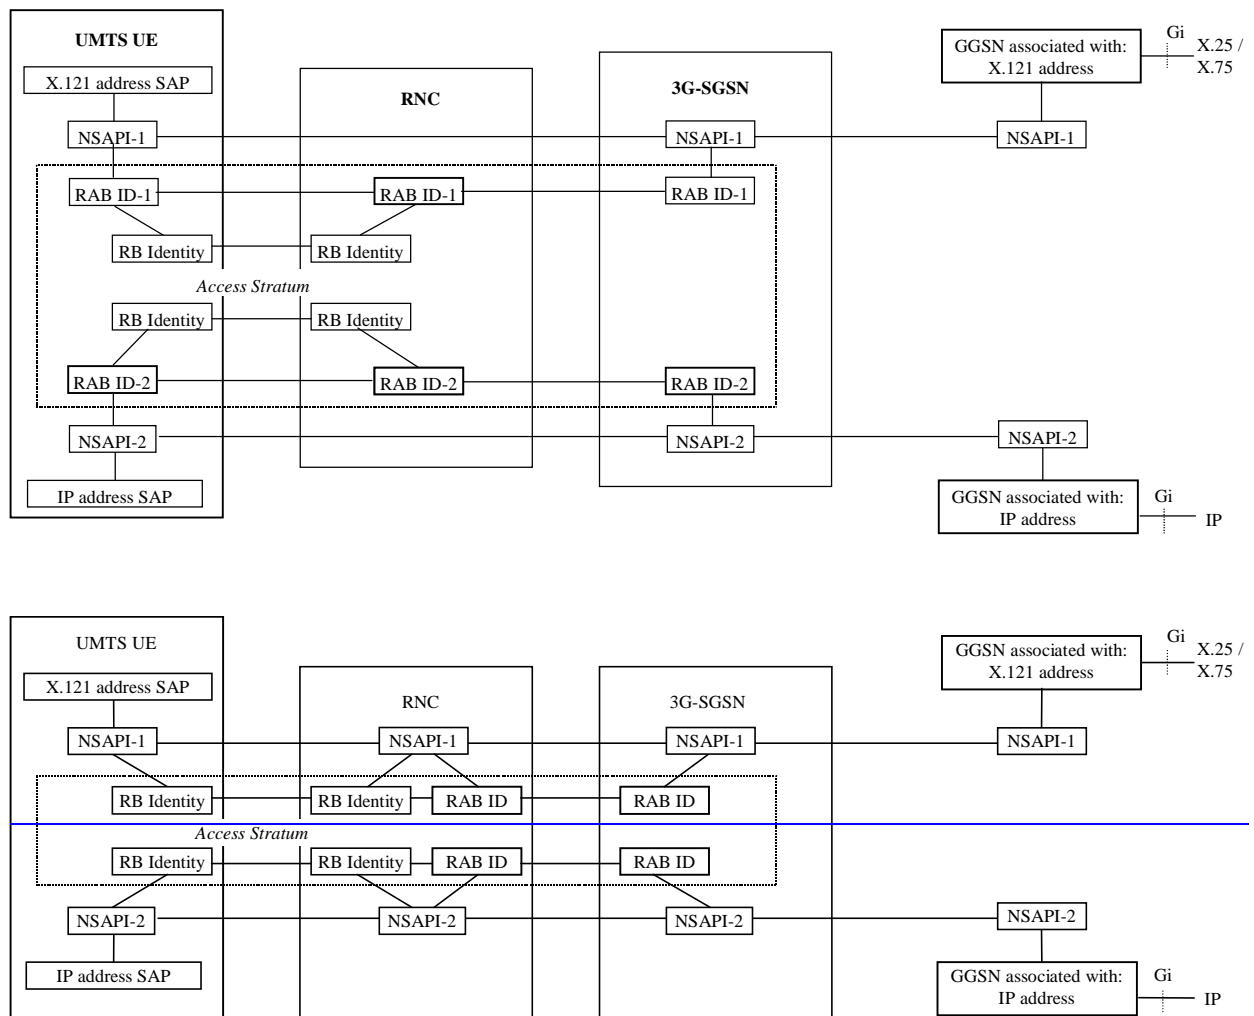 UMTS UE
X.121 address SAP
RNC
3G-SGSN
GGSN associated with:
X.121 address
Gi
X.25 /
X.75
NSAPI-1
NSAPI-1
NSAPI-1
RAB ID-1
RAB ID-1
RAB ID-1
RB Identity
RB Identity
Access Stratum
RB Identity
RB Identity
RAB ID-2
RAB ID-2
RAB ID-2
NSAPI-2
NSAPI-2
NSAPI-2
IP address SAP
GGSN associated with:
IP address
Gi
IP
UMTS UE
X.121 address SAP
RNC
3G-SGSN
GGSN associated with:
X.121 address
Gi
X.25 /
X.75
NSAPI-1
NSAPI-1
NSAPI-1
NSAPI-1
RB Identity
RB Identity
RAB ID
RAB ID
Access Stratum
RB Identity
RB Identity
RAB ID
RAB ID
NSAPI-2
NSAPI-2
NSAPI-2
NSAPI-2
IP address SAP
GGSN associated with:
IP address
Gi
IP